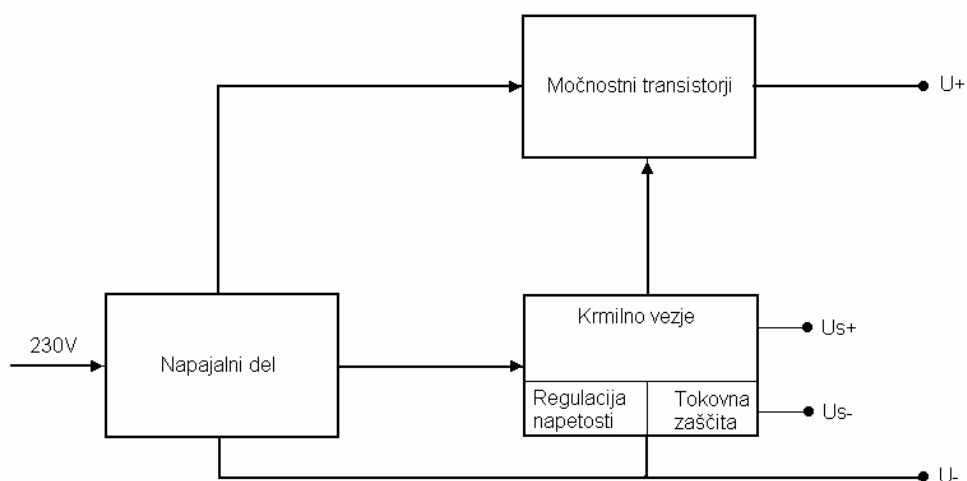 Močnostni transistorji
U+
Krmilno vezje
Us+
230V
Napajalni del
Regulacija
napetosti
Tokovna
zaščita
Us-
U-